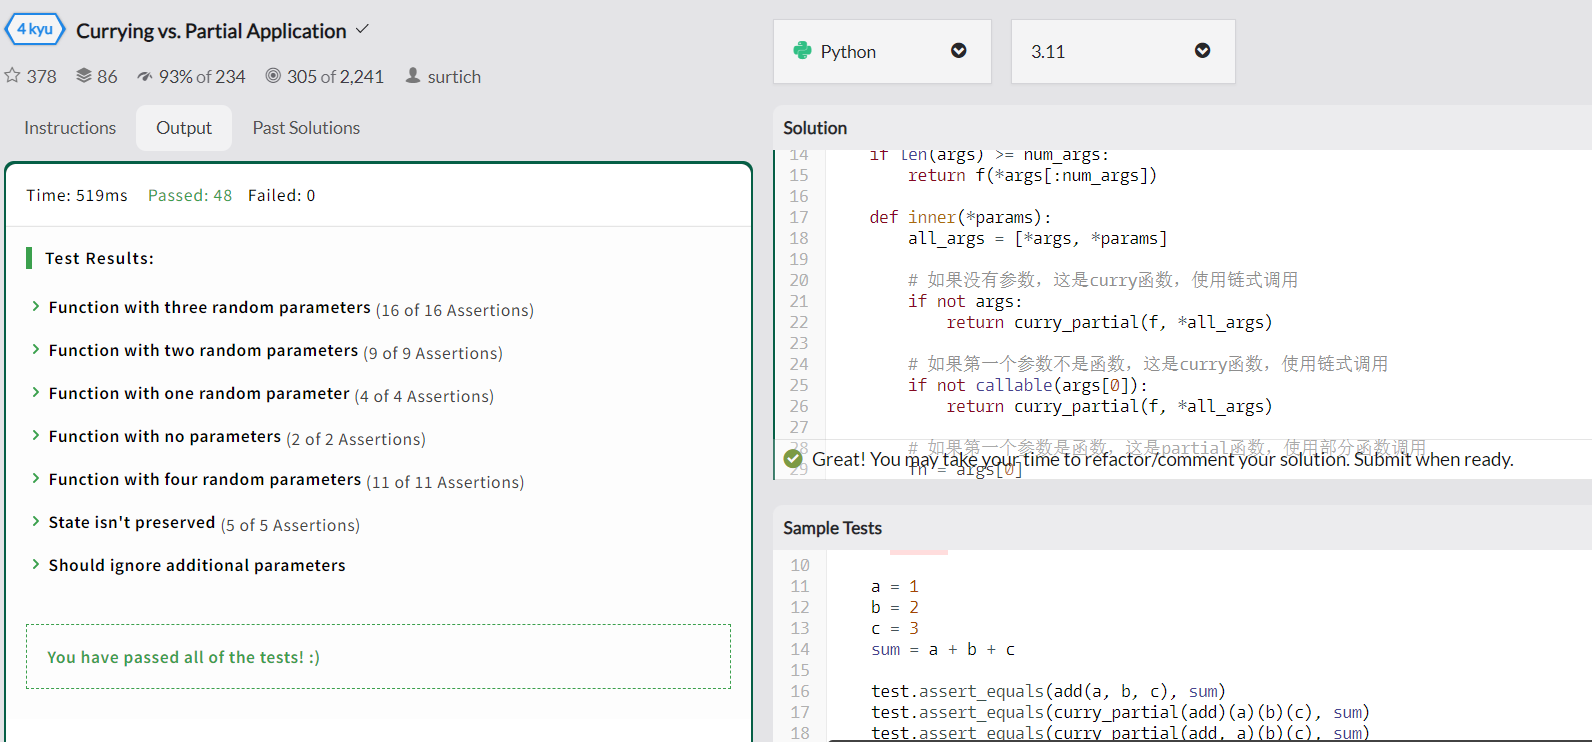 4 kyu Currying vs. Partial Application
378 86 93% of 234 305 of 2,241 surtich
Instructions Output Past Solutions
Time: 519ms Passed: 48 Failed: 0
Test Results:
Function with three random parameters (16 of 16 Assertions)
Function with two random parameters (9 of 9 Assertions)
Function with one random parameter (4 of 4 Assertions)
Function with no parameters (2 of 2 Assertions)
Function with four random parameters (11 of 11 Assertions)
State isn't preserved (5 of 5 Assertions)
Should ignore additional parameters
You have passed all of the tests! :)
Python 3.11
Solution
14 if len(args) >= num_args:
15 return f(*args[:num_args])
16
17 def inner(*params):
18 all_args = [*args, *params]
19
20 # 如果没有参数，这是curry函数，使用链式调用
21 if not args:
22 return curry_partial(f, *all_args)
23
24 # 如果第一个参数不是函数，这是curry函数，使用链式调用
25 if not callable(args[0]):
26 return curry_partial(f, *all_args)
27
28 # 如果第一个参数是函数，这是partial函数，使用部分函数调用
Great! You may take your time to refactor/comment your solution. Submit when ready.
29 fn = args[0]
Sample Tests
10
11 a = 1
12 b = 2
13 c = 3
14 sum = a + b + c
15
16 test.assert_equals(add(a, b, c), sum)
17 test.assert_equals(curry_partial(add)(a)(b)(c), sum)
18 test.assert_equals(curry_partial(add, a)(b)(c), sum)